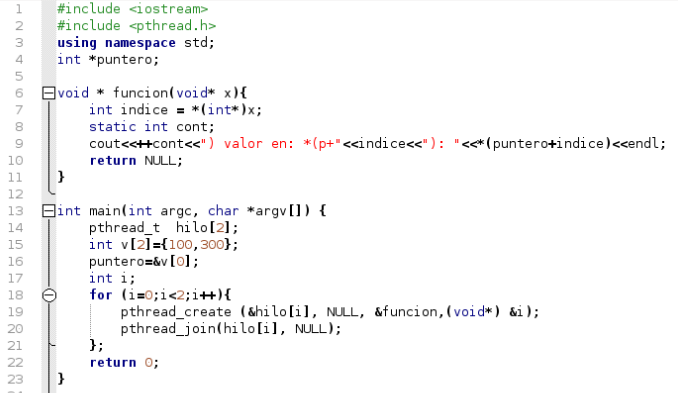 1 #include <iostream>
2 #include <pthread.h>
3 using namespace std;
4 int *puntero;
5
6 void * funcion(void* x){
7 int indice = *(int*)x;
8 static int cont;
9 cout<<++cont<<") valor en: *(p+"<<indice<<"): "<<*(puntero+indice)<<endl;
10 return NULL;
11 }
12
13 int main(int argc, char *argv[]) {
14 pthread_t  hilo[2];
15 int v[2]={100,300};
16 puntero=&v[0];
17 int i;
18 for (i=0;i<2;i++){
19 pthread_create (&hilo[i], NULL, &funcion,(void*) &i);
20 pthread_join(hilo[i], NULL);
21 };
22 return 0;
23 }